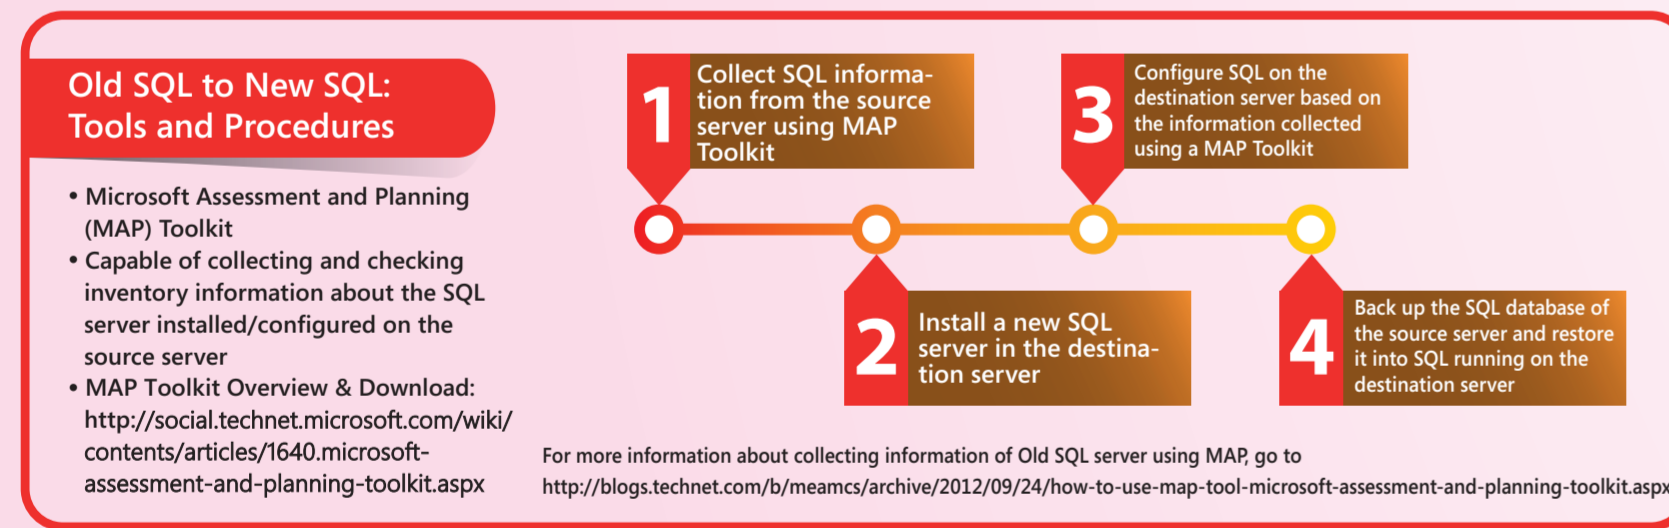 Old SQL to New SQL:
Tools and Procedures
• Microsoft Assessment and Planning
(MAP) Toolkit
• Capable of collecting and checking
inventory information about the SQL
server installed/configured on the
source server
• MAP Toolkit Overview & Download:
http://social.technet.microsoft.com/wiki/
contents/articles/1640.microsoft-
assessment-and-planning-toolkit.aspx
1
Collect SQL informa-
tion from the source
server using MAP
Toolkit
2
Install a new SQL
server in the destina-
tion server
3
Configure SQL on the
destination server based on
the information collected
using a MAP Toolkit
4
Back up the SQL database of
the source server and restore
it into SQL running on the
destination server
For more information about collecting information of Old SQL server using MAP, go to
http://blogs.technet.com/b/meamcs/archive/2012/09/24/how-to-use-map-tool-microsoft-assessment-and-planning-toolkit.aspx